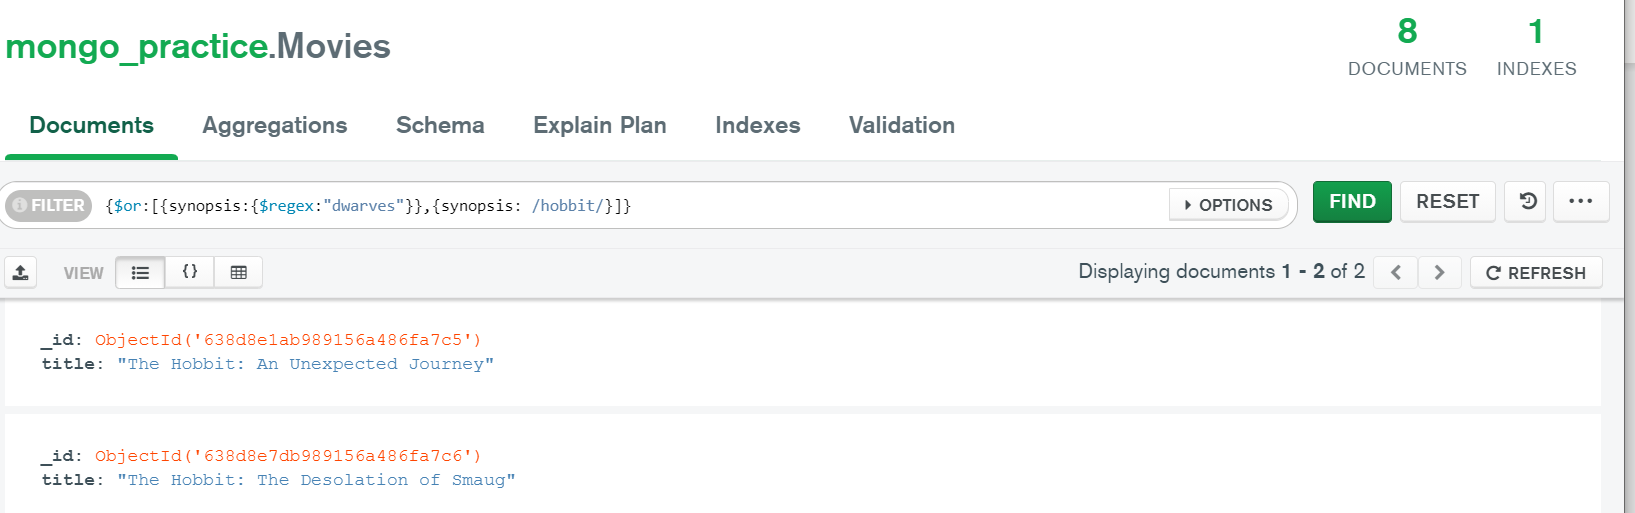 mongo_practice.Movies
8
DOCUMENTS
1
INDEXES
Documents Aggregations Schema Explain Plan Indexes Validation
FILTER {$or:[{synopsis:{$regex:"dwarves"}},{synopsis: /hobbit/}]} OPTIONS FIND RESET ...
VIEW {} Displaying documents 1 - 2 of 2 < > REFRESH
_id: ObjectId('638d8e1ab989156a486fa7c5')
title: "The Hobbit: An Unexpected Journey"
_id: ObjectId('638d8e7db989156a486fa7c6')
title: "The Hobbit: The Desolation of Smaug"